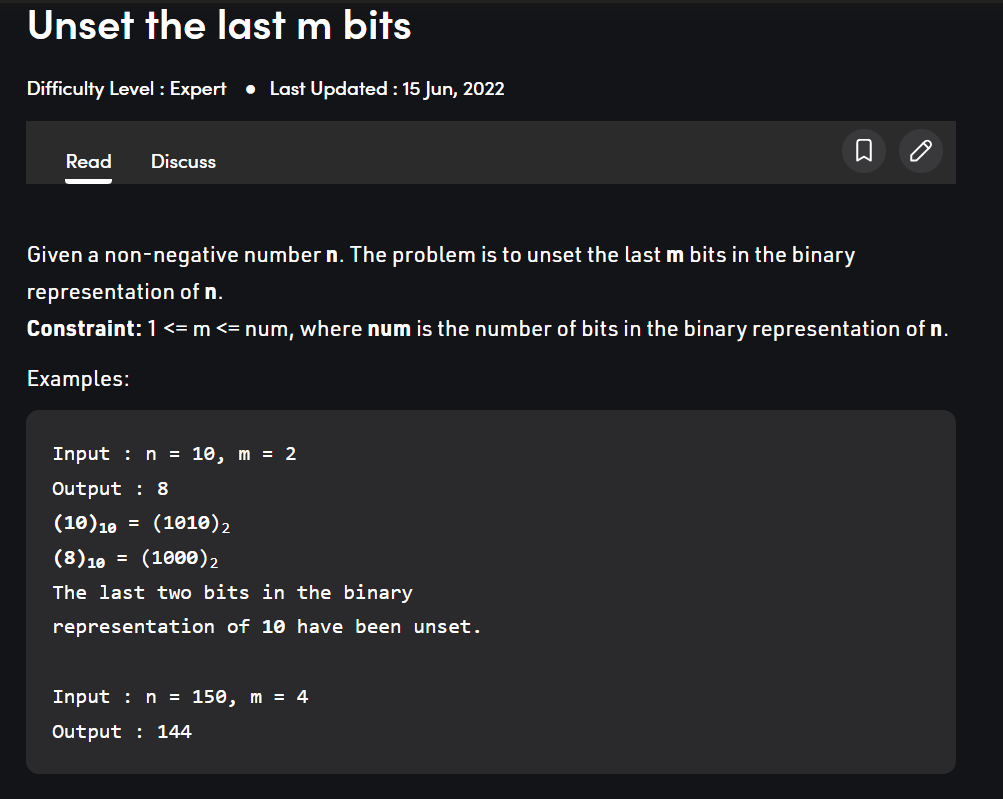 Unset the last m bits
Difficulty Level : Expert ● Last Updated : 15 Jun, 2022
Read Discuss
Given a non-negative number n. The problem is to unset the last m bits in the binary
representation of n.
Constraint: 1 <= m <= num, where num is the number of bits in the binary representation of n.
Examples:
Input : n = 10, m = 2
Output : 8
(10)₁₀ = (1010)₂
(8)₁₀ = (1000)₂
The last two bits in the binary
representation of 10 have been unset.
Input : n = 150, m = 4
Output : 144